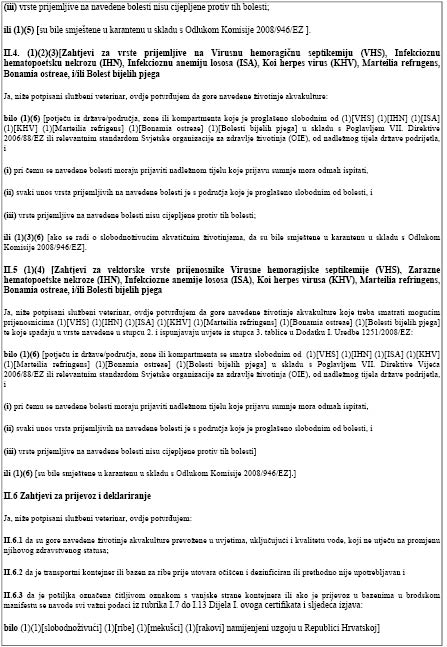 (iii) vrste prijemljive na navedene bolesti nisu cijepljene protiv tih bolesti;
ili (1)(5) [su bile smještene u karantenu u skladu s Odlukom Komisije 2008/946/EZ ].
II.4. (1)(2)(3)[Zahtjevi za vrste prijemljive na Virusnu hemoragičnu septikemiju (VHS), Infekcioznu
hematopoetsku nekrozu (IHN), Infekcioznu anemiju lososa (ISA), Koi herpes virus (KHV), Marteilia refrngens,
Bonamia ostreae, i/ili Bolest bijelih pjega
Ja, niže potpisani službeni veterinar, ovdje potvrđujem da gore navedene životinje akvakulture:
bilo (1)(6) [potječu iz države/područja, zone ili kompartmenta koje je proglašeno slobodnim od (1)[VHS] (1)[IHN] (1)[ISA]
(1)[KHV] (1)[Marteilia refrigens] (1)[Bonamia ostreae] (1)[Bolesti bijelih pjega] u skladu s Poglavljem VII. Direktive
2006/88/EZ ili relevantnim standardom Svjetske organizacije za zdravlje životinja (OIE), od nadležnog tijela države podrijetla,
i
(i) pri čemu se navedene bolesti moraju prijaviti nadležnom tijelu koje prijavu sumnje mora odmah ispitati,
(ii) svaki unos vrsta prijemljivih na navedene bolesti je s područja koje je proglašeno slobodnim od bolesti, i
(iii) vrste prijemljive na navedene bolesti nisu cijepljene protiv tih bolesti;
ili (1)(3)(6) [ako se radi o slobodnoživućim akvatičnim životinjama, da su bile smještene u karantenu u skladu s Odlukom
Komisije 2008/946/EZ].
II.5 (1)(4) [Zahtjevi za vektorske vrste prijenosnike Virusne hemoragijske septikemije (VHS), Zarazne
hematopoetske nekroze (IHN), Infekciozne anemije lososa (ISA), Koi herpes virusa (KHV), Marteilia refringens,
Bonamia ostreae, i/ili Bolesti bijelih pjega
Ja, niže potpisani službeni veterinar, ovdje potvrđujem da gore navedene životinje akvakulture koje treba smatrati mogućim
prijenosnicima (1)[VHS] (1)[IHN] (1)[ISA] (1)[KHV] (1)[Marteilia refringens] (1)[Bonamia ostreae] (1)[Bolesti bijelih pjega]
te koje spadaju u vrste navedene u stupcu 2. i ispunjavaju uvjete iz stupca 3. tablice u Dodatku I. Uredbe 1251/2008/EZ:
bilo (1)(6) [potječu iz države/područja, zone ili kompartmenta se smatra slobodnim od (1)[VHS] (1)[IHN] (1)[ISA] (1)[KHV]
(1)[Marteilia refringens] (1)[Bonamia ostreae] (1)[Bolesti bijelih pjega] u skladu s Poglavljem VII. Direktive Vijeća
2006/88/EZ ili relevantnim standardom Svjetske organizacije za zdravlje životinja (OIE), od nadležnog tijela države podrijetla,
i
(i) pri čemu se navedene bolesti moraju prijaviti nadležnom tijelu koje prijavu sumnje mora odmah ispitati,
(ii) svaki unos vrsta prijemljivih na navedene bolesti je s područja koje je proglašeno slobodnim od bolesti, i
(iii) vrste prijemljive na navedene bolesti nisu cijepljene protiv tih bolesti]
ili (1)(6) [su bile smještene u karantenu u skladu s Odlukom Komisije 2008/946/EZ].]
II.6 Zahtjevi za prijevoz i deklariranje
Ja, niže potpisani službeni veterinar, ovdje potvrđujem:
II.6.1 da su gore navedene životinje akvakulture prevožene u uvjetima, uključujući i kvalitetu vode, koji ne utječu na promjenu
njihovog zdravstvenog statusa;
II.6.2 da je transportni kontejner ili bazen za ribe prije utovara očišćen i dezinficiran ili prethodno nije upotrebljavan i
II.6.3 da je pošiljka označena čitljivom oznakom s vanjske strane kontejnera ili ako je prijevoz u bazenima u brodskom
manifestu se navode svi važni podaci iz rubrika I.7 do I.13 Dijela I. ovoga certifikata i sljedeća izjava:
bilo (1)(1)[slobodnoživući] (1)[ribe] (1)[mekušci] (1)[rakovi] namijenjeni uzgoju u Republici Hrvatskoj]